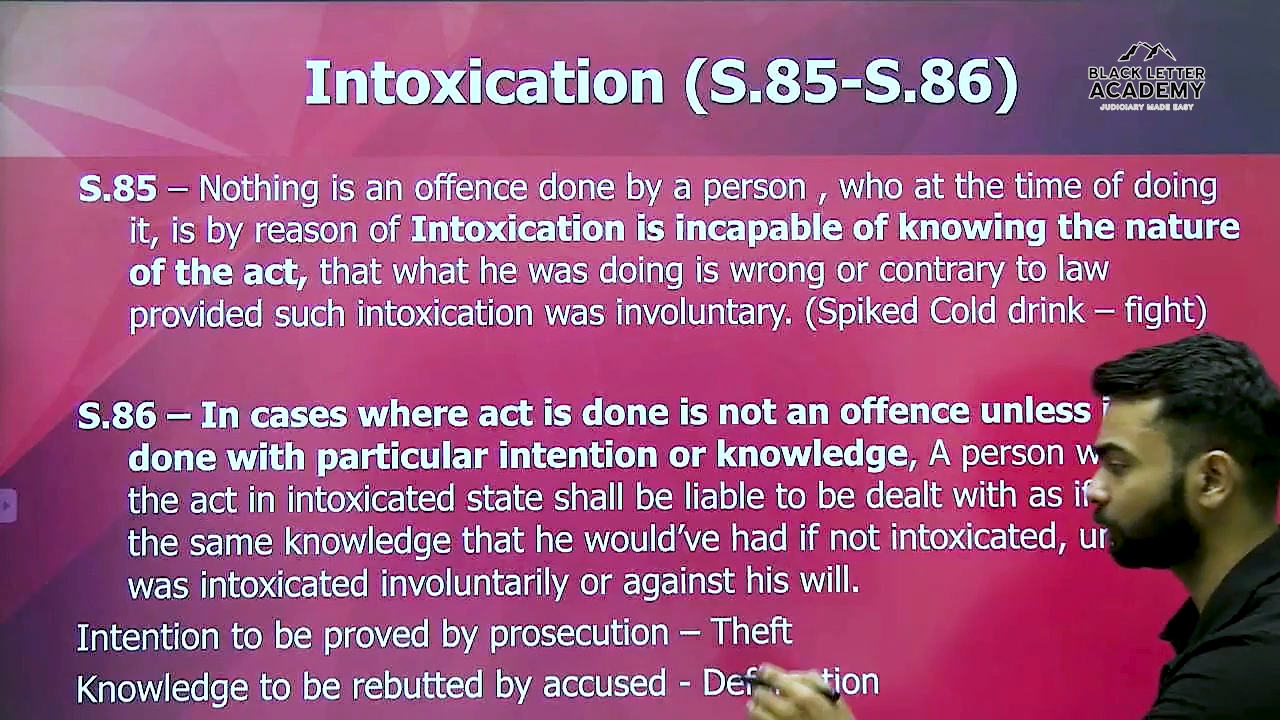 Intoxication (S.85-S.86)
BLACK LETTER
ACADEMY
JUDICIARY MADE EASY
S.85 – Nothing is an offence done by a person , who at the time of doing
it, is by reason of Intoxication is incapable of knowing the nature
of the act, that what he was doing is wrong or contrary to law
provided such intoxication was involuntary. (Spiked Cold drink – fight)
S.86 – In cases where act is done is not an offence unless
done with particular intention or knowledge, A person
the act in intoxicated state shall be liable to be dealt with as if
the same knowledge that he would’ve had if not intoxicated,
was intoxicated involuntarily or against his will.
Intention to be proved by prosecution – Theft
Knowledge to be rebutted by accused -